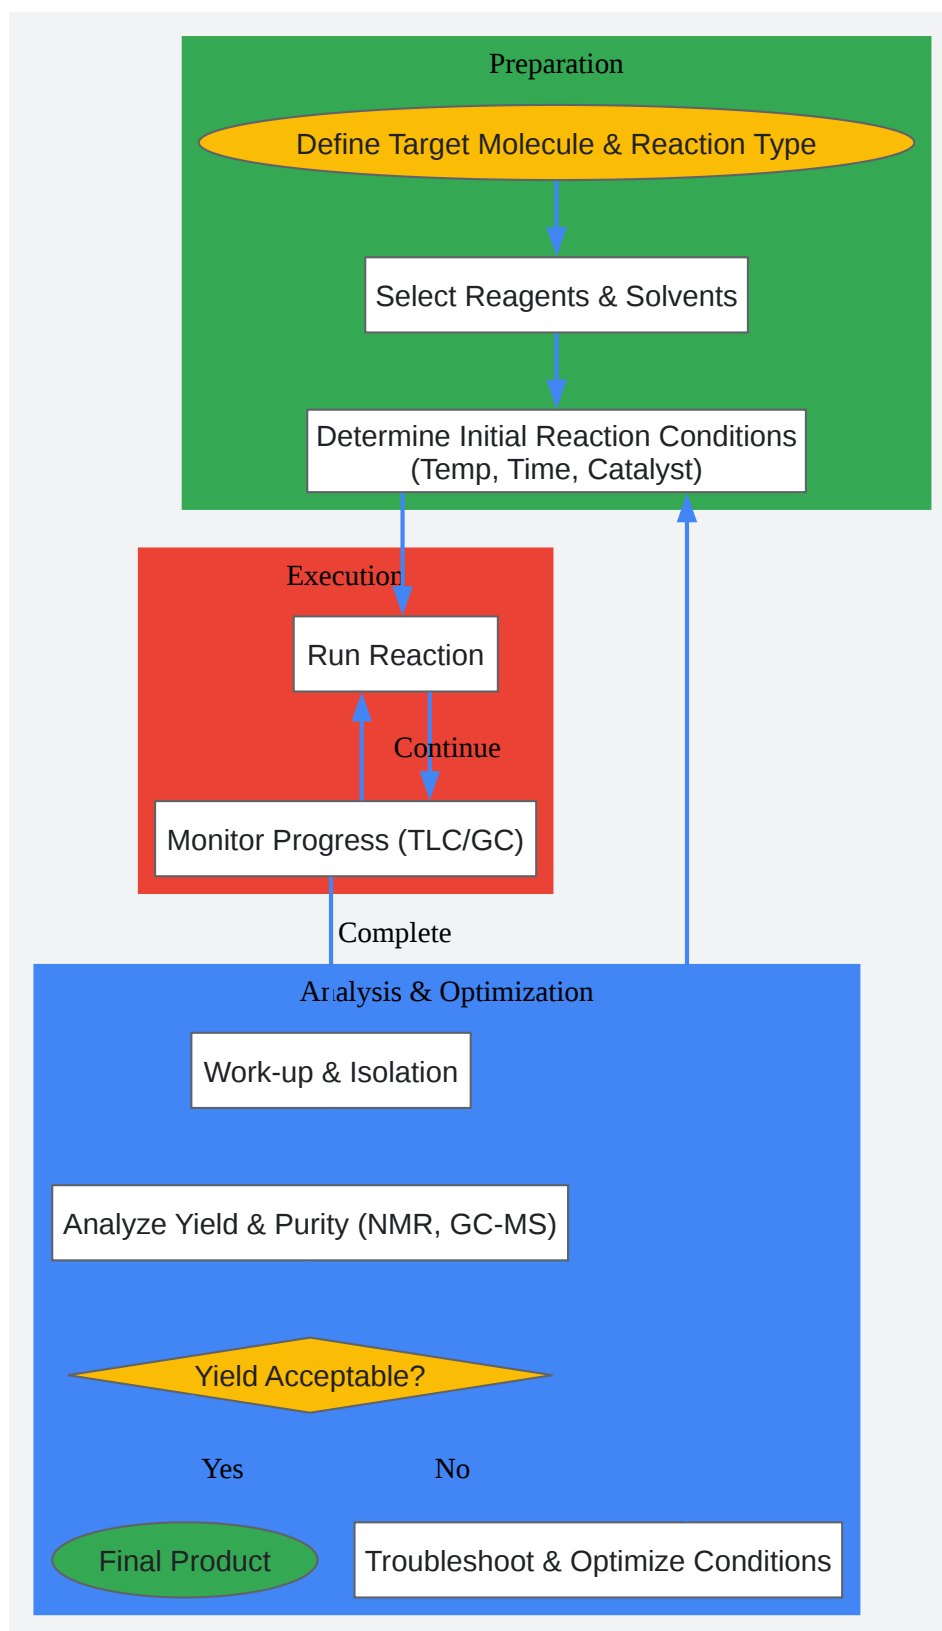 Preparation
Define Target Molecule & Reaction Type
Select Reagents & Solvents
Determine Initial Reaction Conditions
(Temp, Time, Catalyst)
Execution
Run Reaction
Continue
Monitor Progress (TLC/GC)
Complete
Analysis & Optimization
Work-up & Isolation
Analyze Yield & Purity (NMR, GC-MS)
Yield Acceptable?
Yes
No
Final Product
Troubleshoot & Optimize Conditions